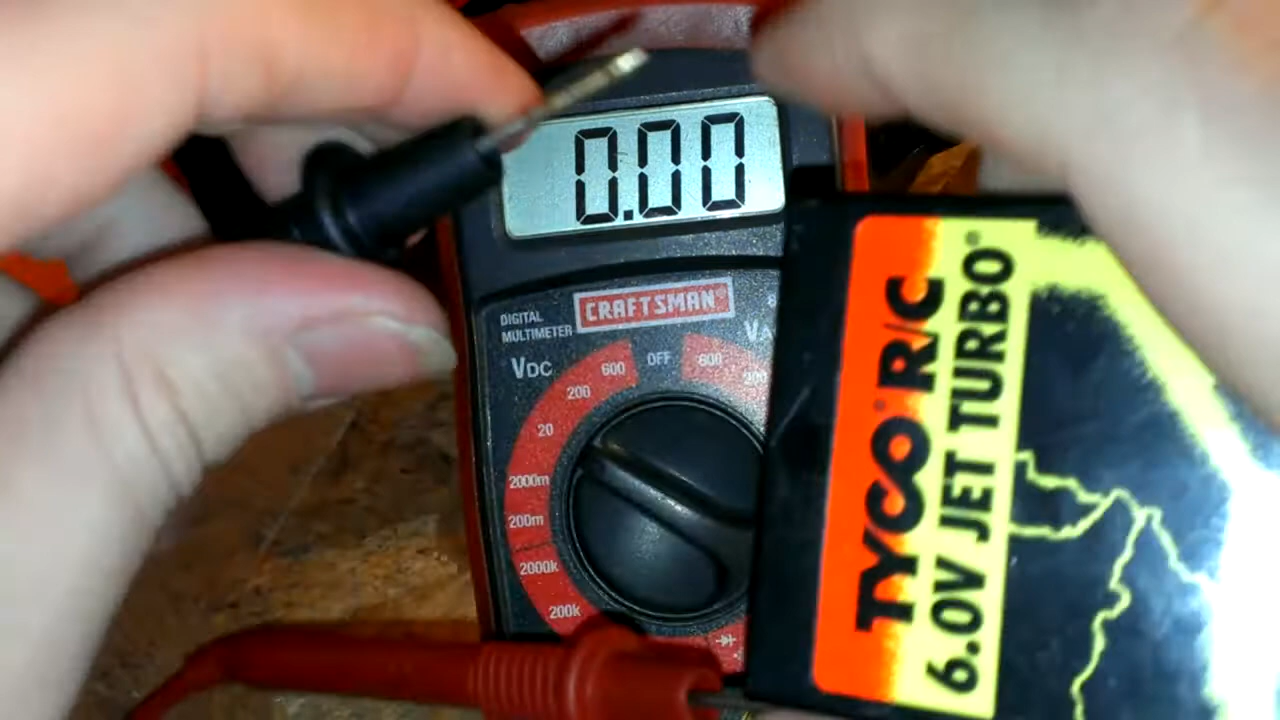 0.00
CRAFTSMAN®
DIGITAL
MULTIMETER
VDC
600
OFF
600
200
300
20
2000m
200m
2000k
200k
TYCO® R/C
6.0V JET TURBO®